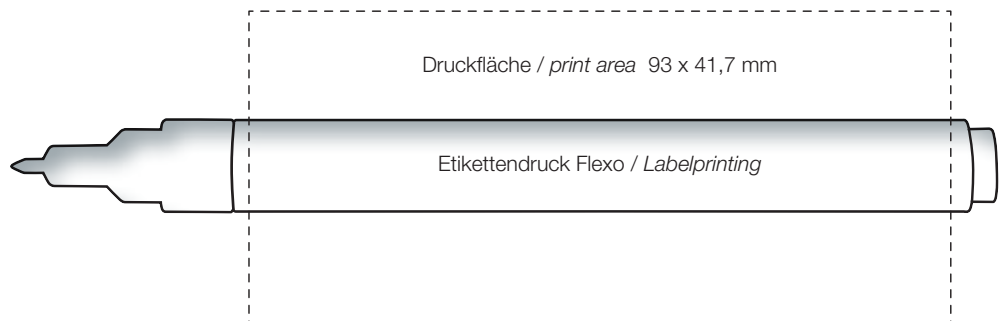 Druckfläche / print area 93 x 41,7 mm
Etikettendruck Flexo / Labelprinting